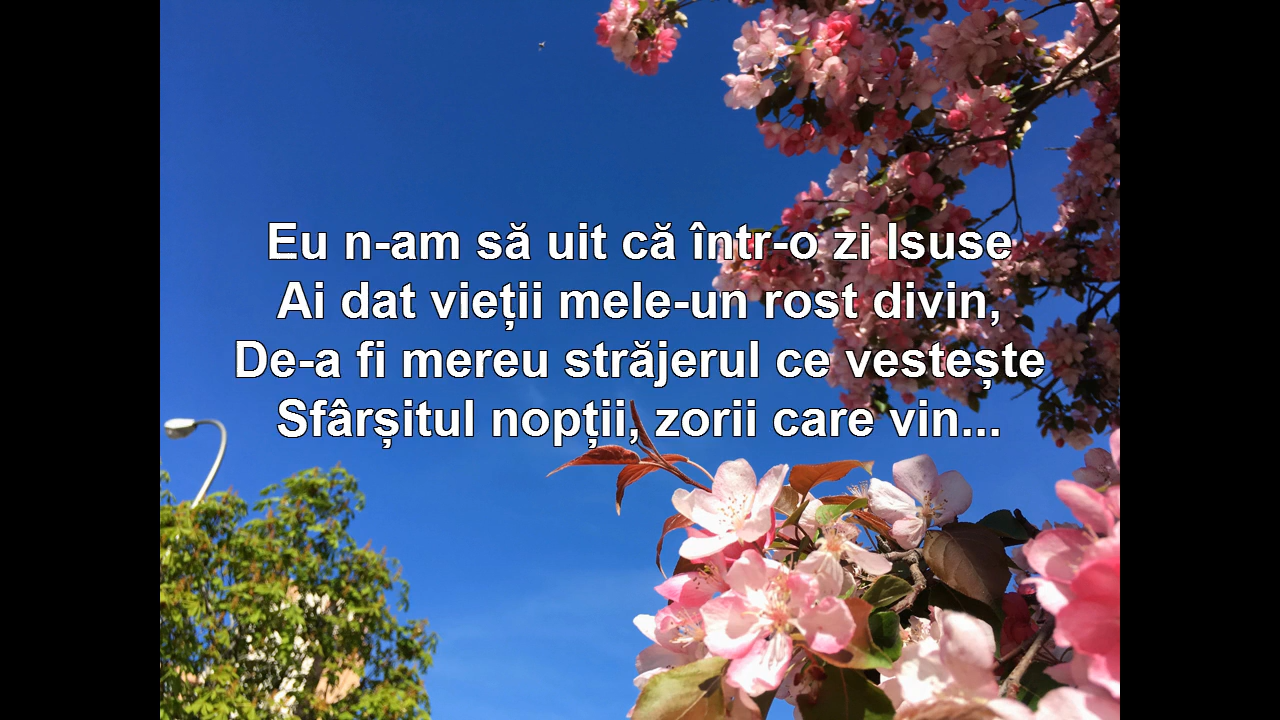 Eu n-am să uit că într-o zi Isuse
Ai dat vieții mele-un rost divin,
De-a fi mereu străjerul ce vestește
Sfârșitul nopții, zorii care vin...